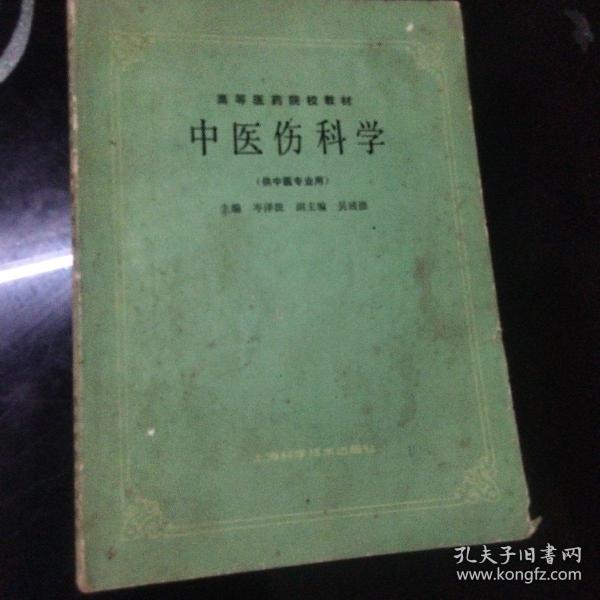 高等医药院校教材
中医伤科学
(供中医专业用)
主编 岑泽波 副主编 吴诚德
上海科学技术出版社
孔夫子旧書网
www.kongfz.com